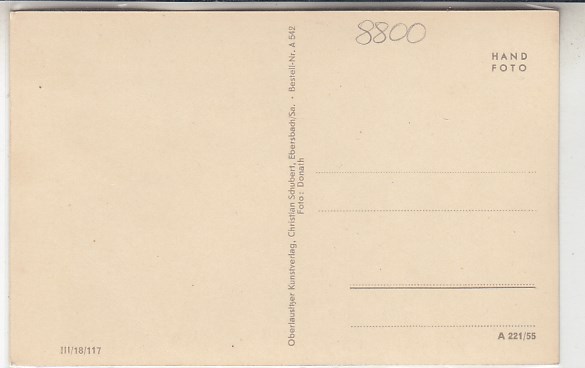 8800
HAND
FOTO
Oberlausitzer Kunstverlag, Christian Schubert, Ebersbach/Sa. · Bestell-Nr. A 542
Foto: Donath
III/18/117
A 221/55